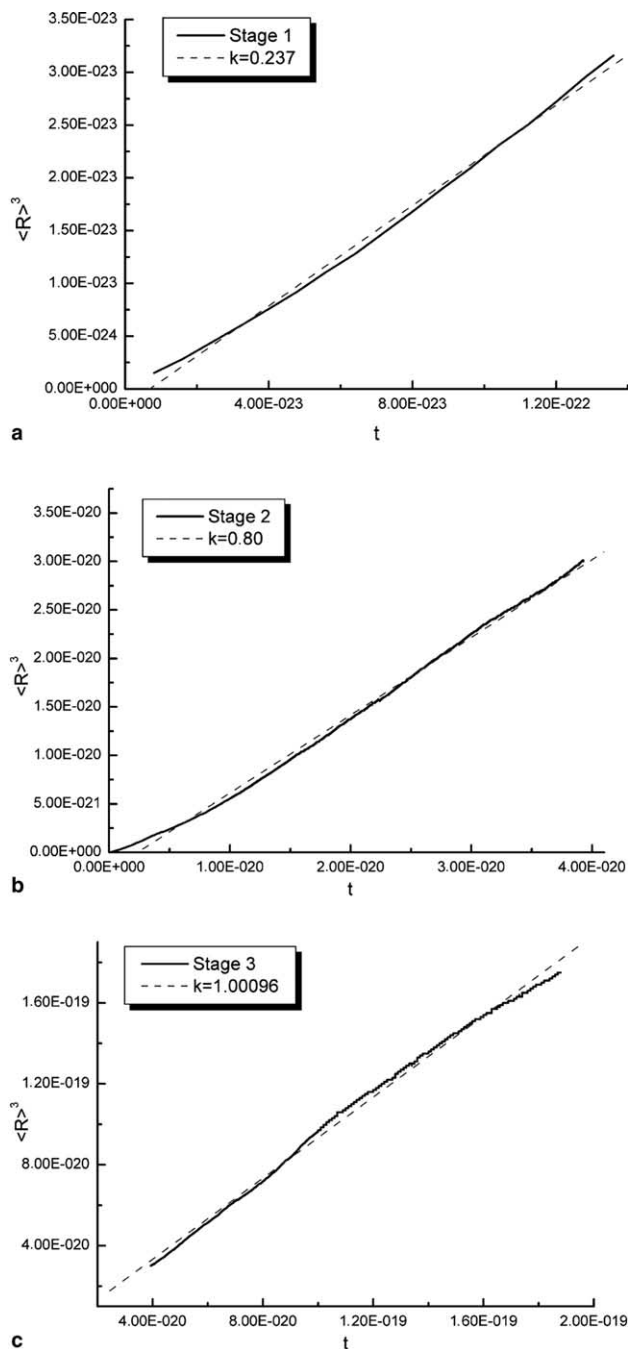 3.50E-023
3.00E-023
2.50E-023
2.00E-023
1.50E-023
1.00E-023
5.00E-024
0.00E+000
<R>³
Stage 1
k=0.237
0.00E+000 4.00E-023 8.00E-023 1.20E-022
t
a
3.50E-020
3.00E-020
2.50E-020
2.00E-020
1.50E-020
1.00E-020
5.00E-021
0.00E+000
<R>³
Stage 2
k=0.80
0.00E+000 1.00E-020 2.00E-020 3.00E-020 4.00E-020
t
b
1.60E-019
1.20E-019
8.00E-020
4.00E-020
<R>³
Stage 3
k=1.00096
4.00E-020 8.00E-020 1.20E-019 1.60E-019 2.00E-019
t
c